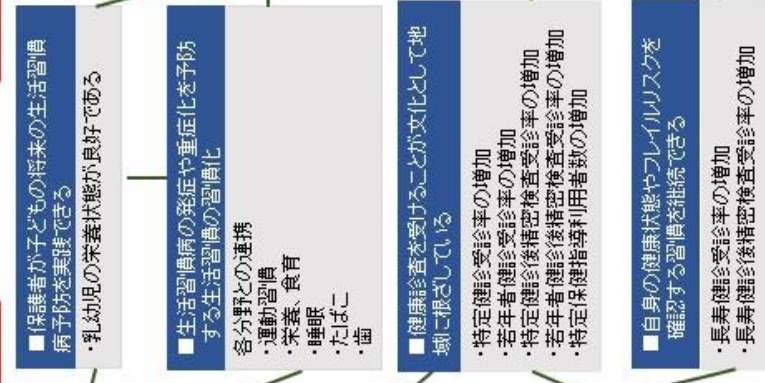 ■保護者が子どもの将来の生活習慣
病予防を実践できる
・乳幼児の栄養状態が良好である
■生活習慣病の発症や重症化を予防
する生活習慣の習慣化
各分野との連携
・運動習慣
・栄養、食育
・睡眠
・たばこ
・歯
■健康診査を受けることが文化として地
域に根ざしている
・特定健診受診率の増加
・若年者健診受診率の増加
・特定健診後精密検査受診率の増加
・若年者健診後精密検査受診率の増加
・特定保健指導利用者数の増加
■自身の健康状態やフレイルリスクを
確認する習慣を継続できる
・長寿健診受診率の増加
・長寿健診後精密検査受診率の増加